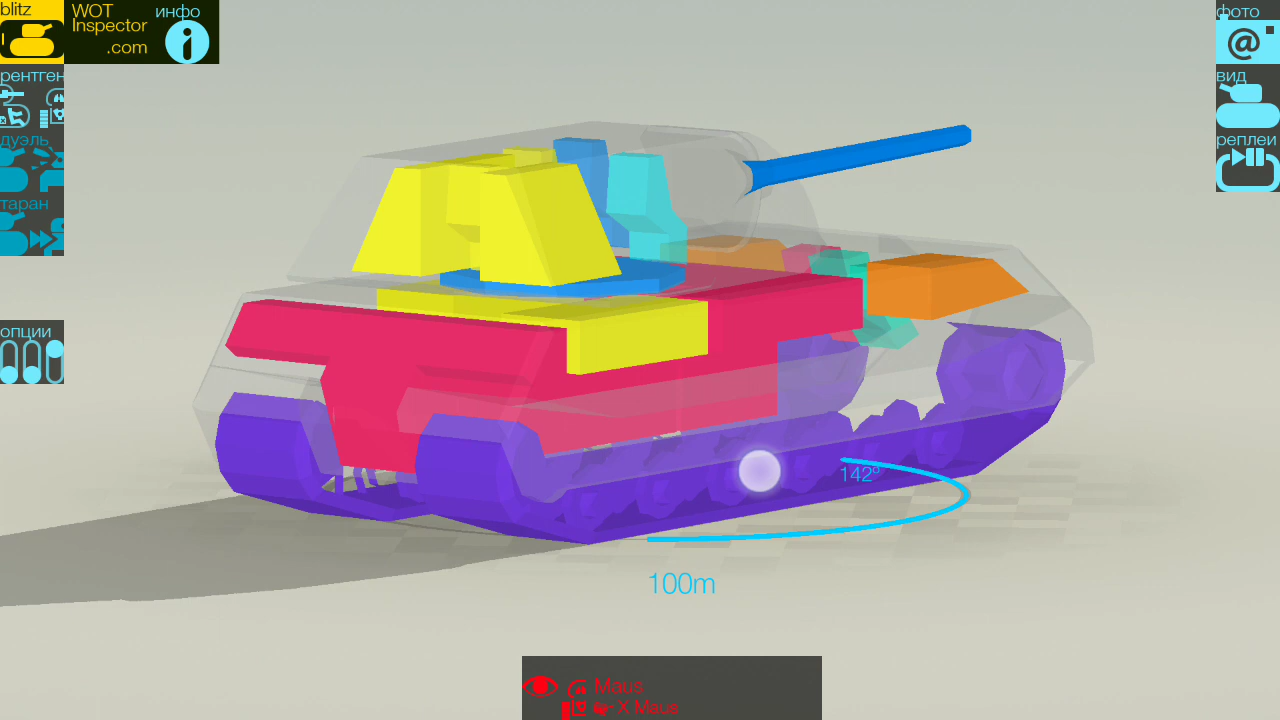 blitz
WOT
Inspector
.com
инфо
рентген
дуэль
таран
опции
фото
@
вид
реплеи
142°
100m
Maus
X Maus